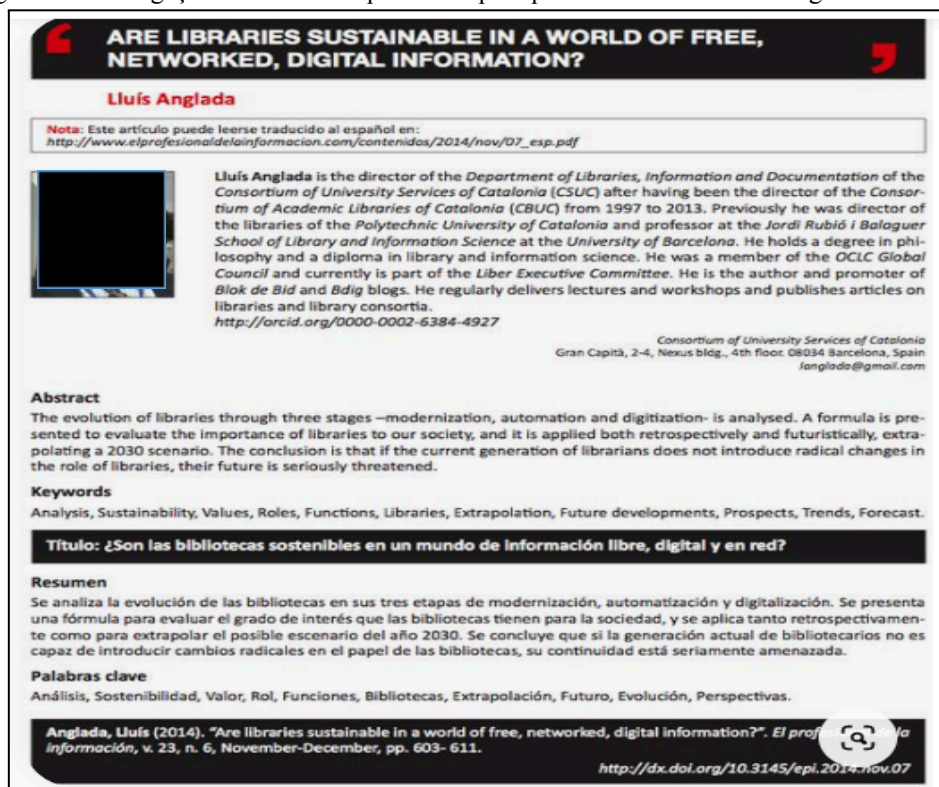 ARE LIBRARIES SUSTAINABLE IN A WORLD OF FREE,
NETWORKED, DIGITAL INFORMATION?
Lluís Anglada
Nota: Este artículo puede leerse traducido al español en:
http://www.elprofesionaldelainformacion.com/contenidos/2014/nov/07_esp.pdf
Lluís Anglada is the director of the Department of Libraries, Information and Documentation of the
Consortium of University Services of Catalonia (CSUC) after having been the director of the Consor-
tium of Academic Libraries of Catalonia (CBUC) from 1997 to 2013. Previously he was director of
the libraries of the Polytechnic University of Catalonia and professor at the Jordi Rubió i Balaguer
School of Library and Information Science at the University of Barcelona. He holds a degree in phi-
losophy and a diploma in library and information science. He was a member of the OCLC Global
Council and currently is part of the Liber Executive Committee. He is the author and promoter of
Blok de Bid and Bdig blogs. He regularly delivers lectures and workshops and publishes articles on
libraries and library consortia.
http://orcid.org/0000-0002-6384-4927
Consortium of University Services of Catalonia
Gran Capità, 2-4, Nexus bldg., 4th floor. 08034 Barcelona, Spain
langlada@gmail.com
Abstract
The evolution of libraries through three stages –modernization, automation and digitization- is analysed. A formula is pre-
sented to evaluate the importance of libraries to our society, and it is applied both retrospectively and futuristically, extra-
polating a 2030 scenario. The conclusion is that if the current generation of librarians does not introduce radical changes in
the role of libraries, their future is seriously threatened.
Keywords
Analysis, Sustainability, Values, Roles, Functions, Libraries, Extrapolation, Future developments, Prospects, Trends, Forecast.
Título: ¿Son las bibliotecas sostenibles en un mundo de información libre, digital y en red?
Resumen
Se analiza la evolución de las bibliotecas en sus tres etapas de modernización, automatización y digitalización. Se presenta
una fórmula para evaluar el grado de interés que las bibliotecas tienen para la sociedad, y se aplica tanto retrospectivamen-
te como para extrapolar el posible escenario del año 2030. Se concluye que si la generación actual de bibliotecarios no es
capaz de introducir cambios radicales en el papel de las bibliotecas, su continuidad está seriamente amenazada.
Palabras clave
Análisis, Sostenibilidad, Valor, Rol, Funciones, Bibliotecas, Extrapolación, Futuro, Evolución, Perspectivas.
Anglada, Lluís (2014). "Are libraries sustainable in a world of free, networked, digital information?". El la
información, v. 23, n. 6, November-December, pp. 603- 611.
http://dx.doi.org/10.3145/epi.2014.nov.07